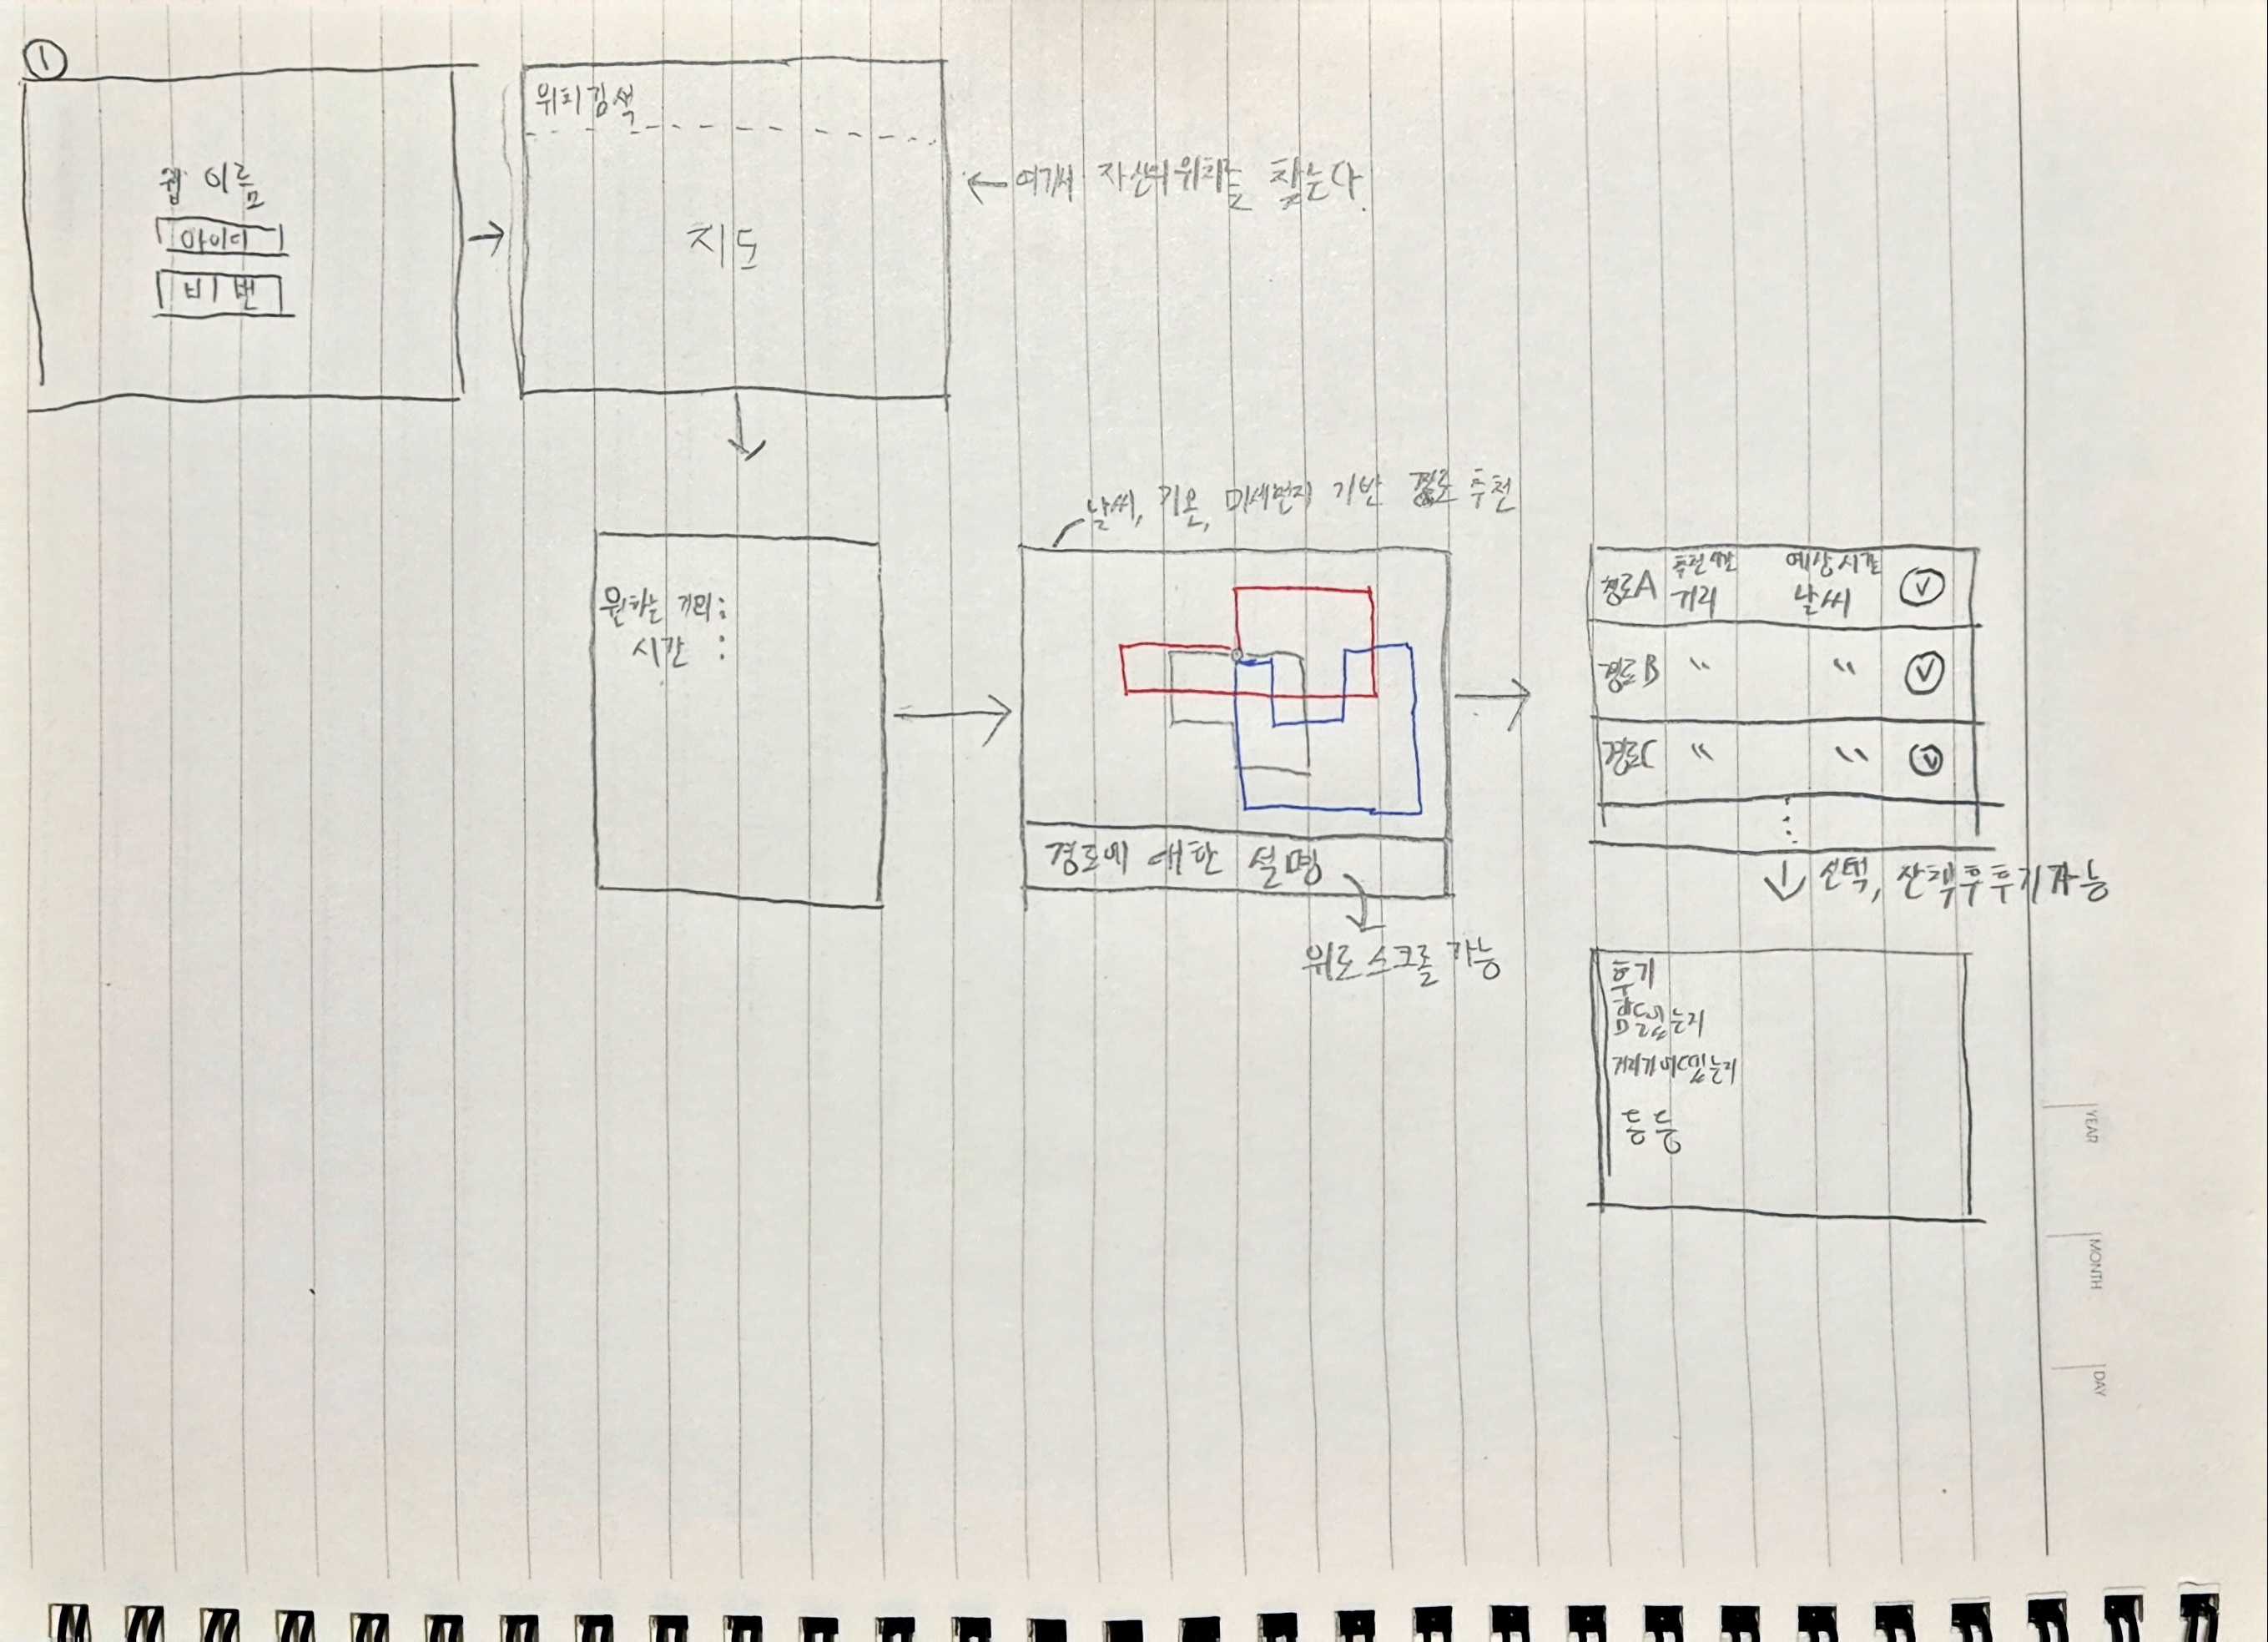 ①
웹 이름
아이디
비번
위치검색
지도
← 여기서 자신의위치를 찾는다.
원하는 거리:
시간 :
날씨, 기온, 미세먼지 기반 경로 추천
경로에 대한 설명
위로 스크롤 가능
경로A 거리 예상시간 날씨 V
경로B " " V
경로C " " V
⋮
선택, 산책후후기가능
후기
힘들었는지
거리가 어땠는지
등등
YEAR
MONTH
DAY